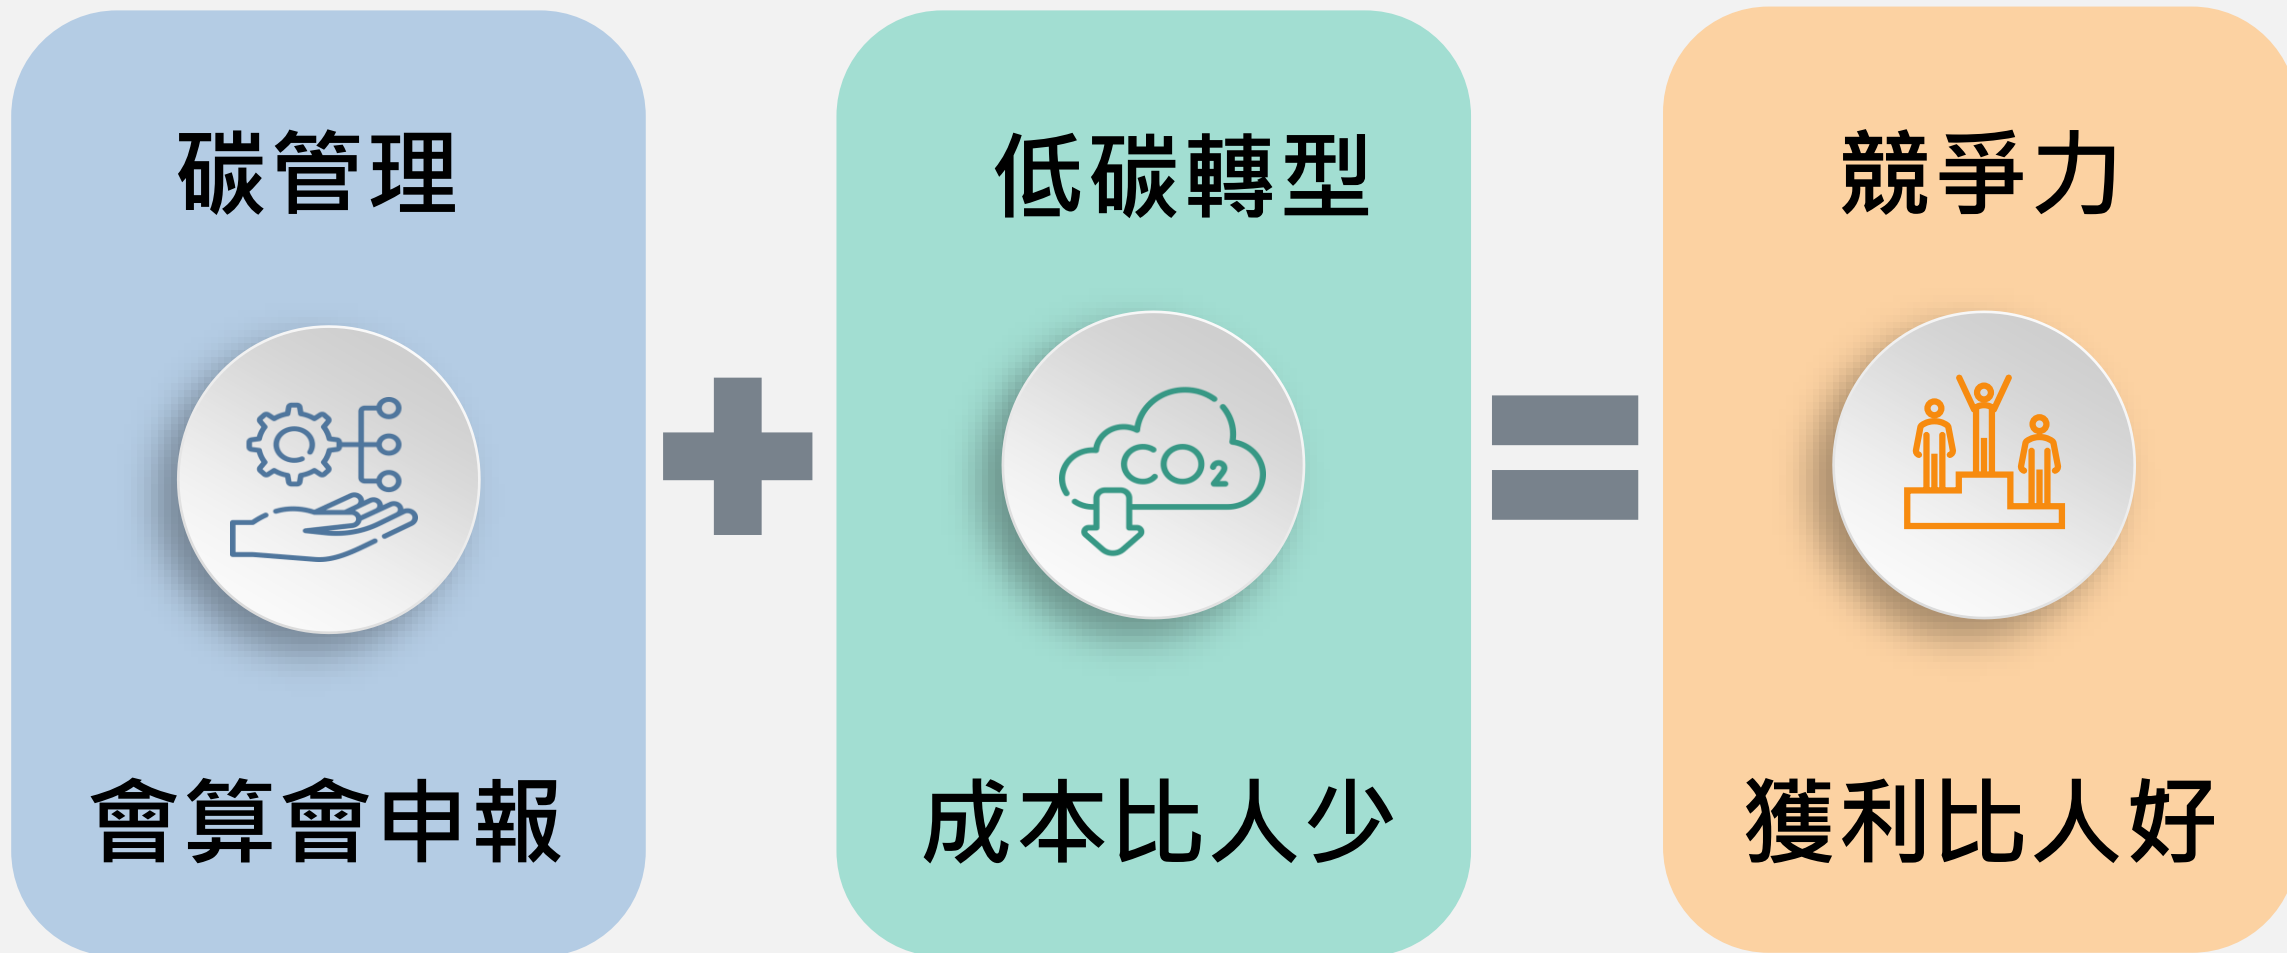 碳管理
會算會申報
低碳轉型
CO₂
成本比人少
競爭力
獲利比人好